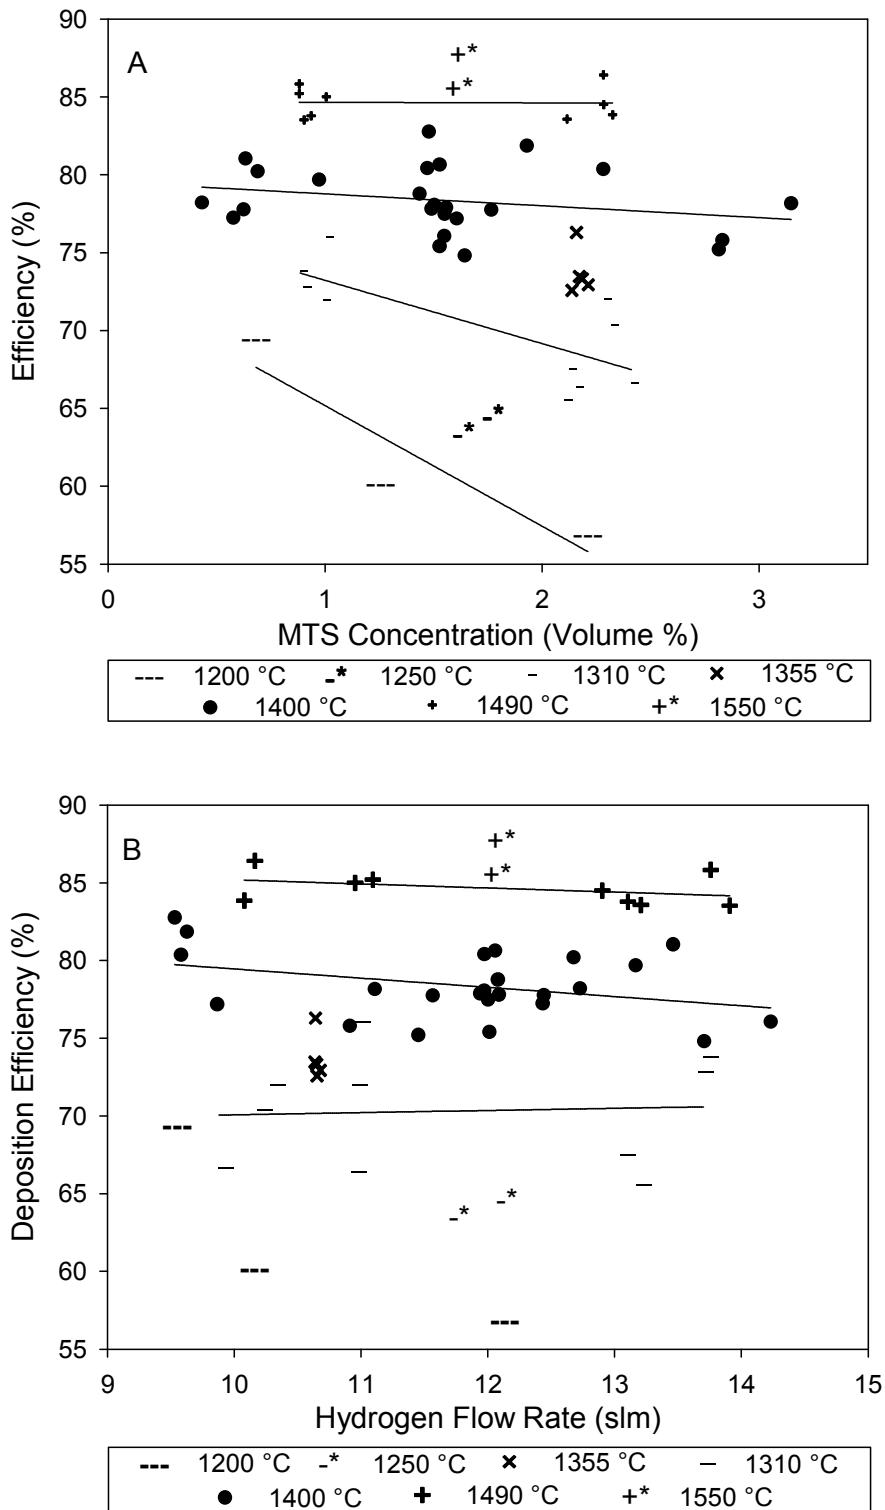 A
90
85
80
75
70
65
60
55
Efficiency (%)
0 1 2 3
MTS Concentration (Volume %)
--- 1200 °C -* 1250 °C – 1310 °C × 1355 °C
● 1400 °C + 1490 °C +* 1550 °C
B
90
85
80
75
70
65
60
55
Deposition Efficiency (%)
9 10 11 12 13 14 15
Hydrogen Flow Rate (slm)
--- 1200 °C -* 1250 °C × 1355 °C — 1310 °C
● 1400 °C + 1490 °C +* 1550 °C